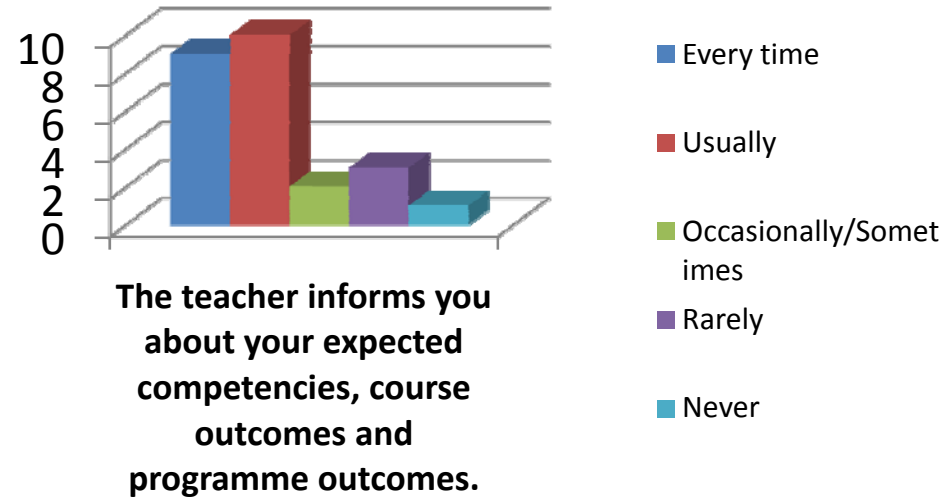 10
8
6
4
2
0
The teacher informs you
about your expected
competencies, course
outcomes and
programme outcomes.
Every time
Usually
Occasionally/Somet
imes
Rarely
Never